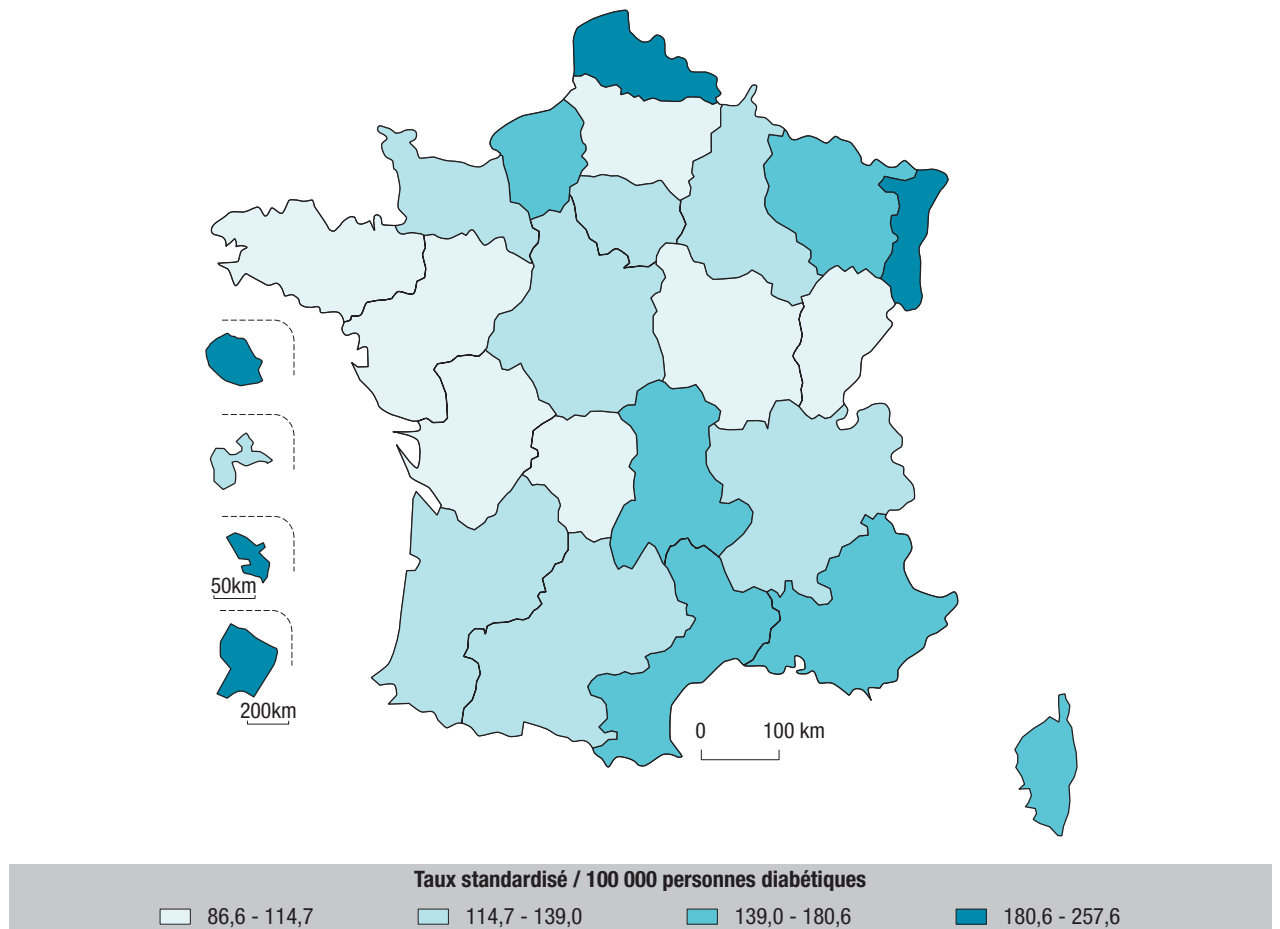 50km
200km
0 100 km
Taux standardisé / 100 000 personnes diabétiques
86,6 - 114,7 114,7 - 139,0 139,0 - 180,6 180,6 - 257,6